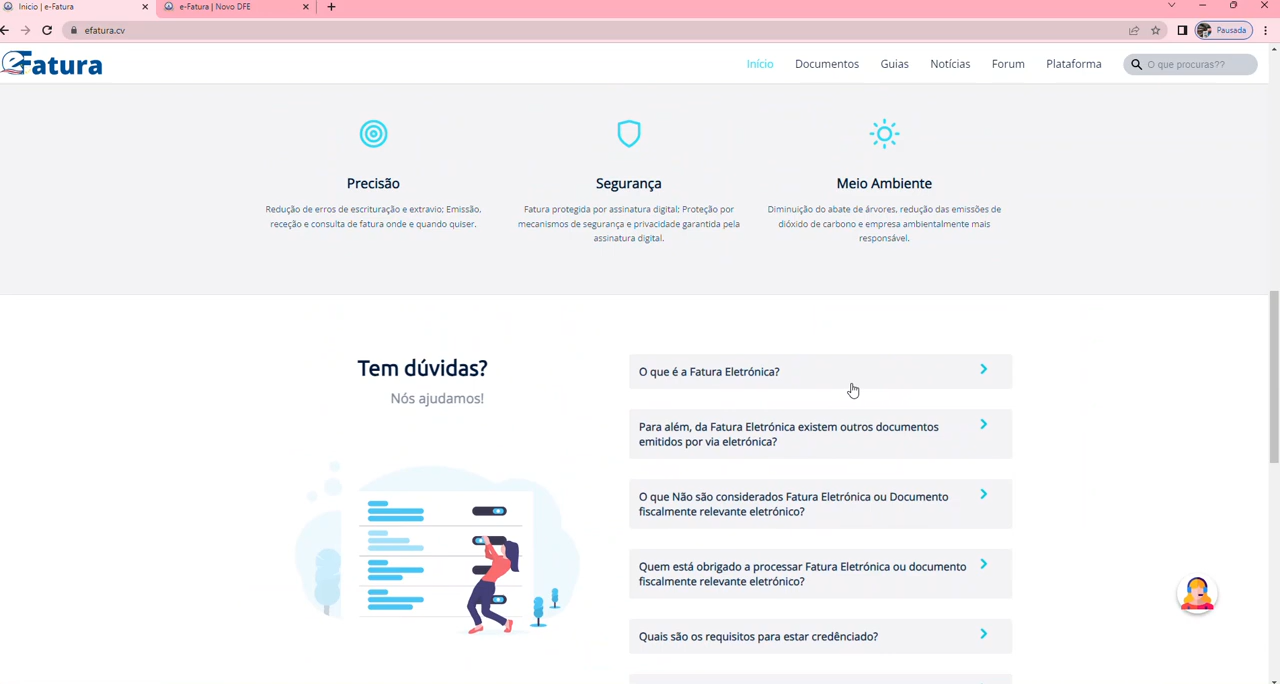 Inicio | e-Fatura
e-Fatura | Novo DFE
efatura.cv
Pausada
eFatura
Início
Documentos
Guias
Notícias
Forum
Plataforma
O que procuras??
Precisão
Redução de erros de escrituração e extravio; Emissão,
receção e consulta de fatura onde e quando quiser.
Segurança
Fatura protegida por assinatura digital; Proteção por
mecanismos de segurança e privacidade garantida pela
assinatura digital.
Meio Ambiente
Diminuição do abate de árvores, redução das emissões de
dióxido de carbono e empresa ambientalmente mais
responsável.
Tem dúvidas?
Nós ajudamos!
O que é a Fatura Eletrónica?
Para além, da Fatura Eletrónica existem outros documentos
emitidos por via eletrónica?
O que Não são considerados Fatura Eletrónica ou Documento
fiscalmente relevante eletrónico?
Quem está obrigado a processar Fatura Eletrónica ou documento
fiscalmente relevante eletrónico?
Quais são os requisitos para estar credênciado?